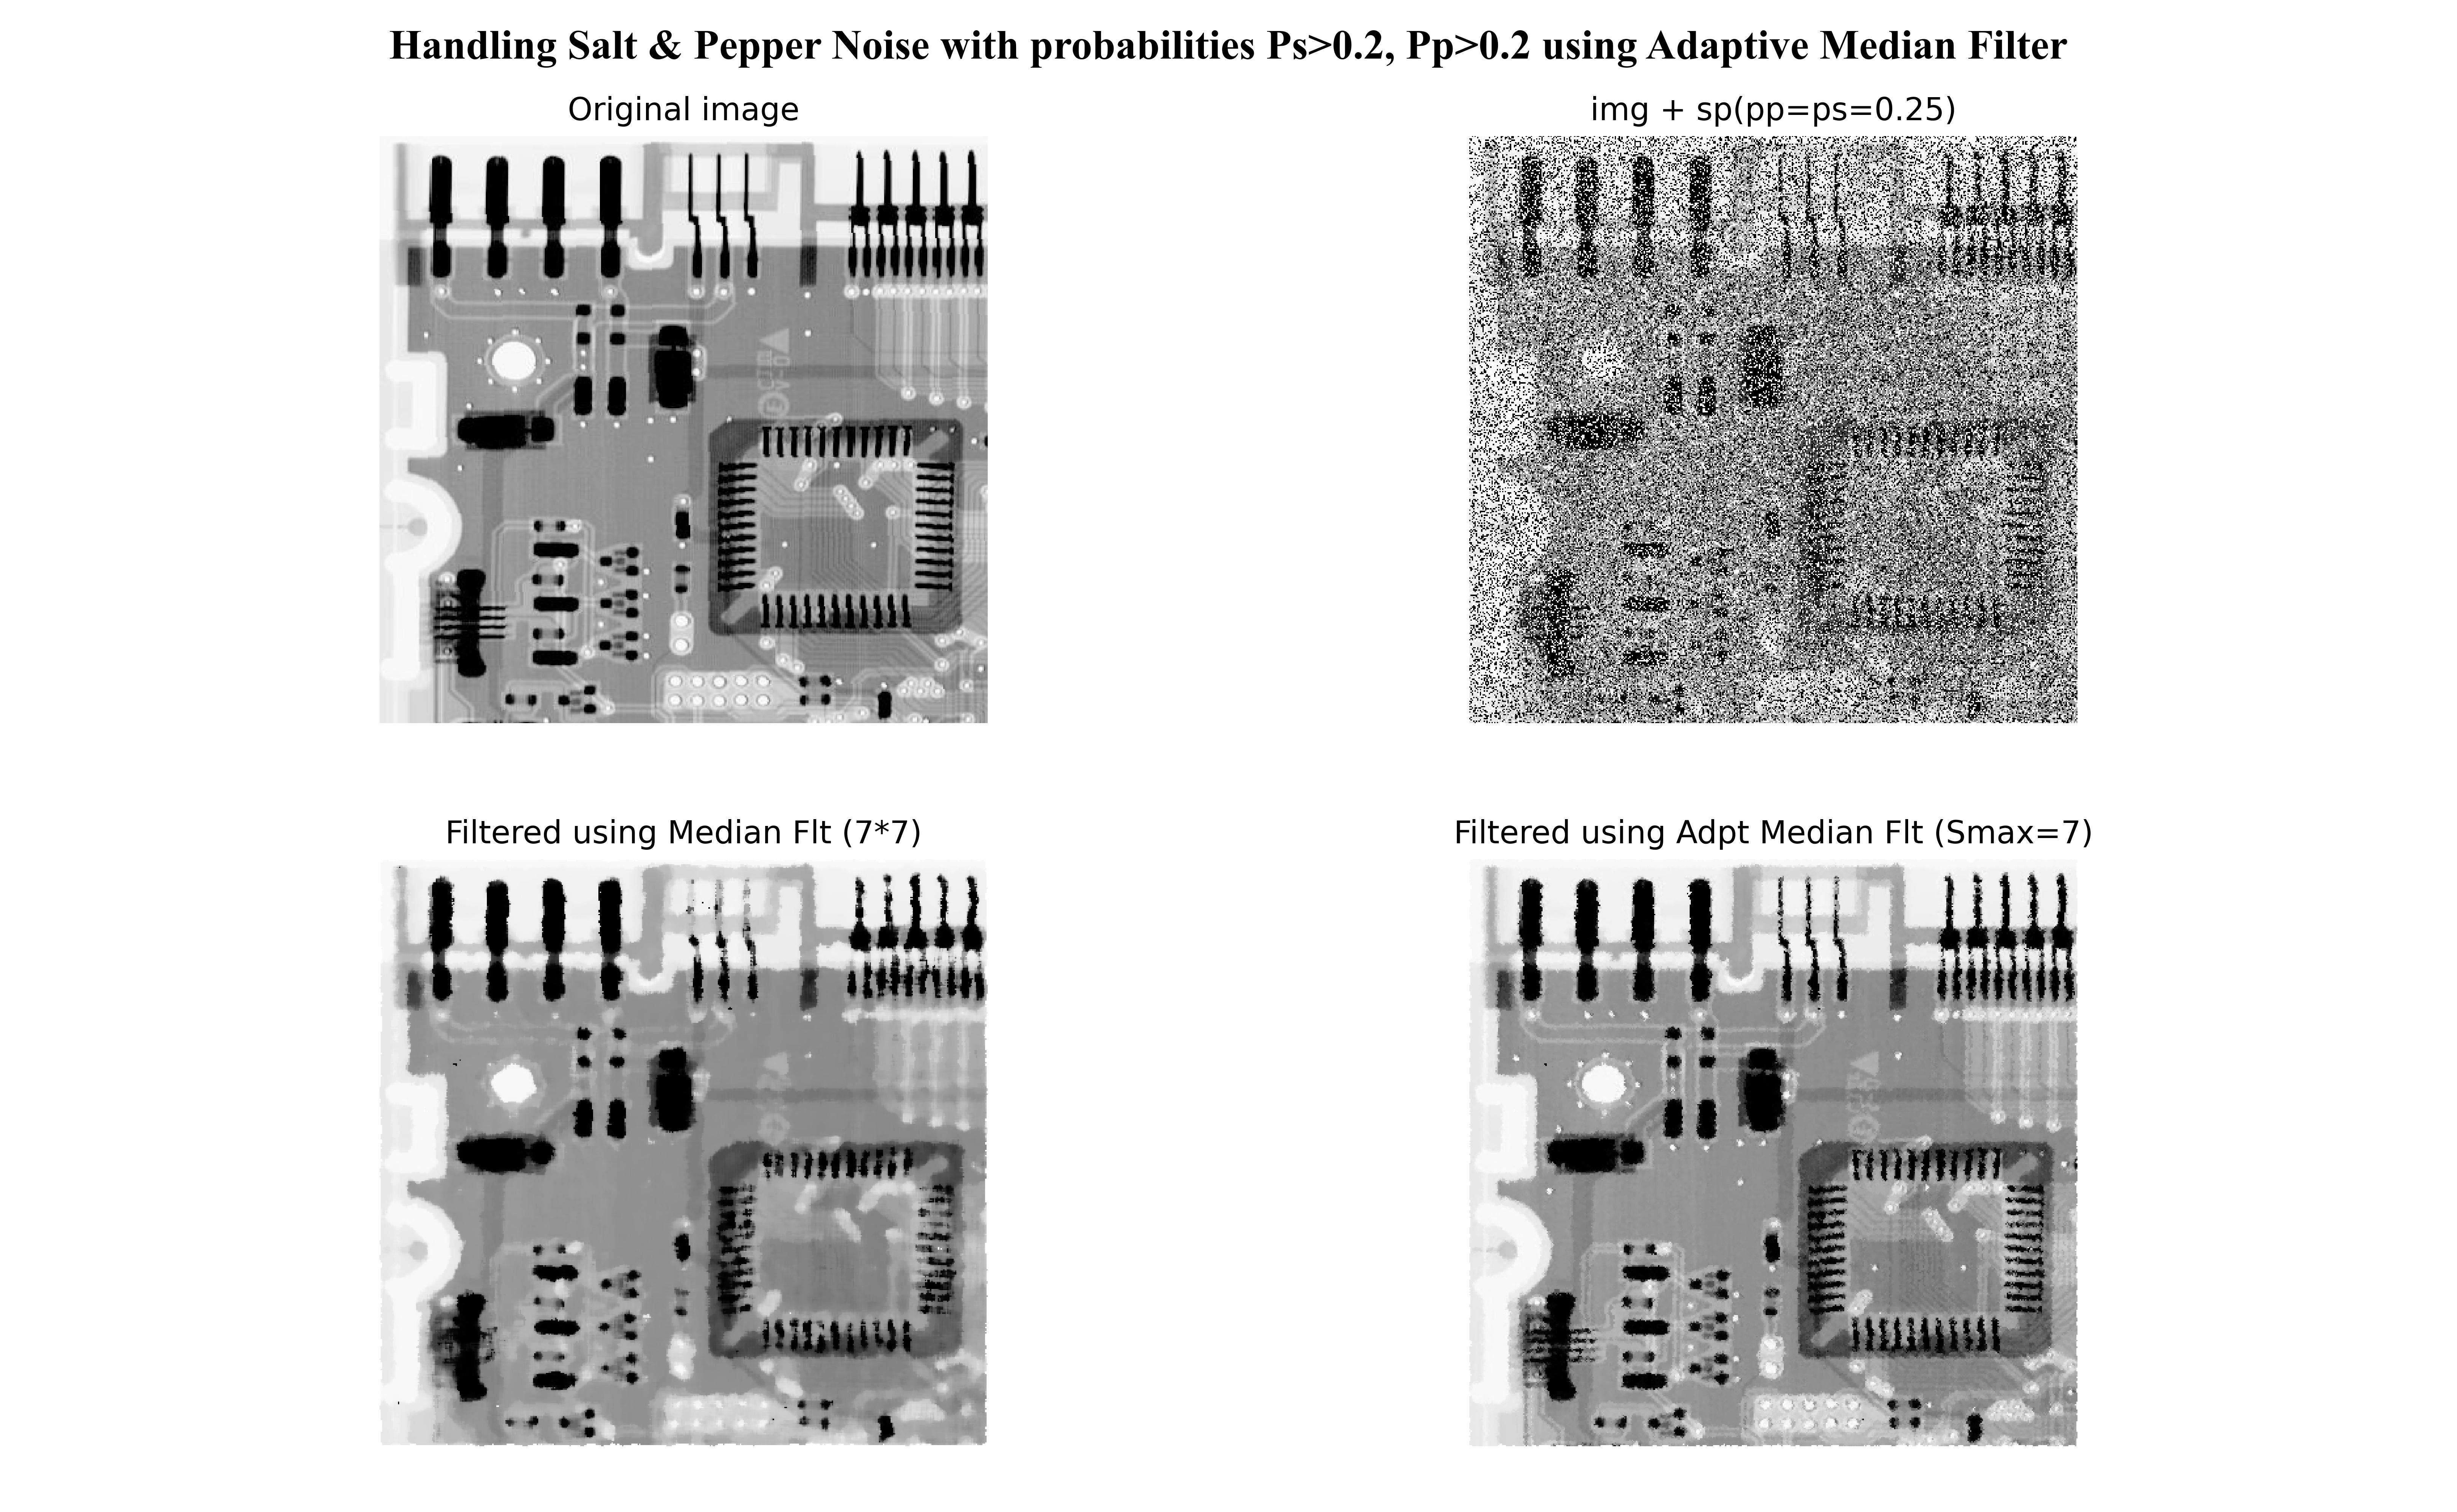 Handling Salt & Pepper Noise with probabilities Ps>0.2, Pp>0.2 using Adaptive Median Filter
Original image
img + sp(pp=ps=0.25)
Filtered using Median Flt (7*7)
Filtered using Adpt Median Flt (Smax=7)